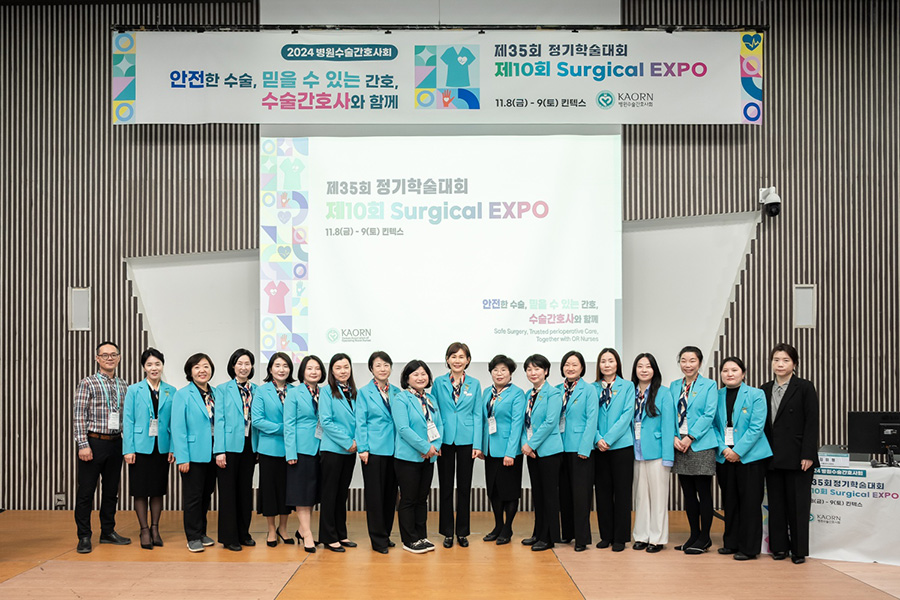 2024 병원수술간호사회
안전한 수술, 믿을 수 있는 간호,
수술간호사와 함께
제35회 정기학술대회
제10회 Surgical EXPO
11.8(금) - 9(토) 킨텍스
KAORN
병원수술간호사회
제35회 정기학술대회
제10회 Surgical EXPO
11.8(금) - 9(토) 킨텍스
안전한 수술, 믿을 수 있는 간호,
수술간호사와 함께
Safe Surgery, Trusted perioperative Care,
Together with OR Nurses
KAORN
2024 병원수술간호사회
제35회 정기학술대회
제10회 Surgical EXPO
KAORN